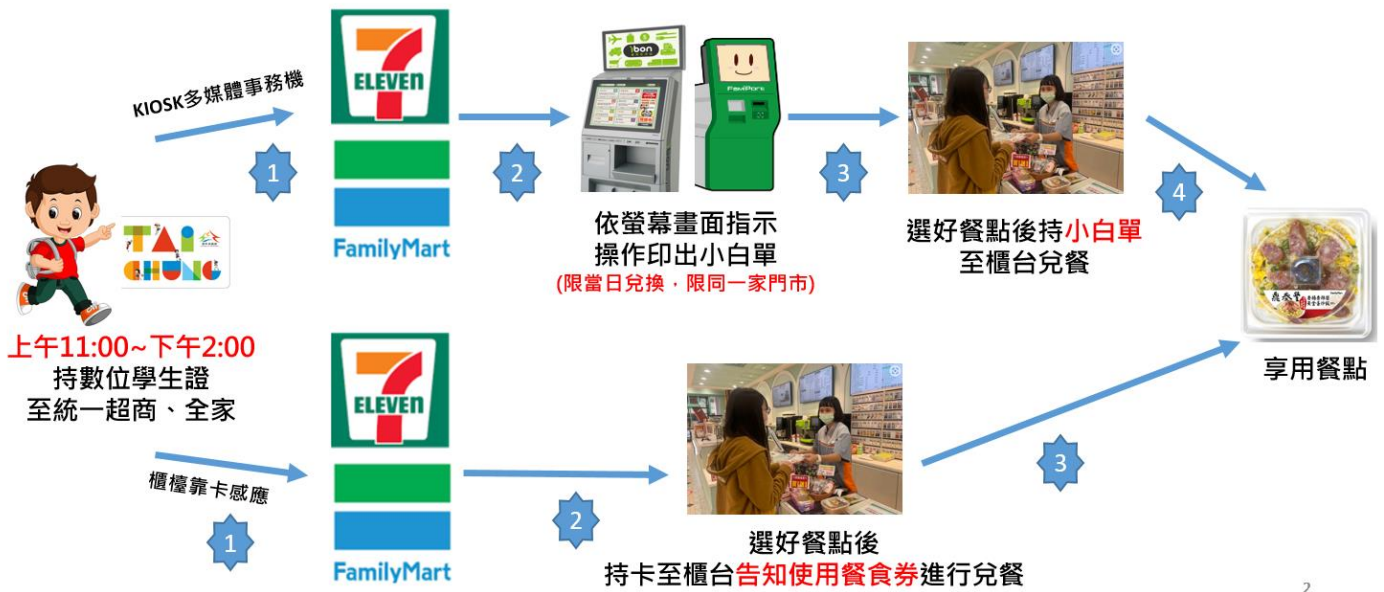 KIOSK多媒體事務機
1
7
ELEVEN
FamilyMart
2
ibon
FamiPort
依螢幕畫面指示
操作印出小白單
(限當日兌換，限同一家門市)
3
選好餐點後持小白單
至櫃台兌餐
4
TAI
CHUNG
上午11:00~下午2:00
持數位學生證
至統一超商、全家
享用餐點
櫃檯靠卡感應
1
7
ELEVEN
FamilyMart
2
選好餐點後
持卡至櫃台告知使用餐食券進行兌餐
3
2